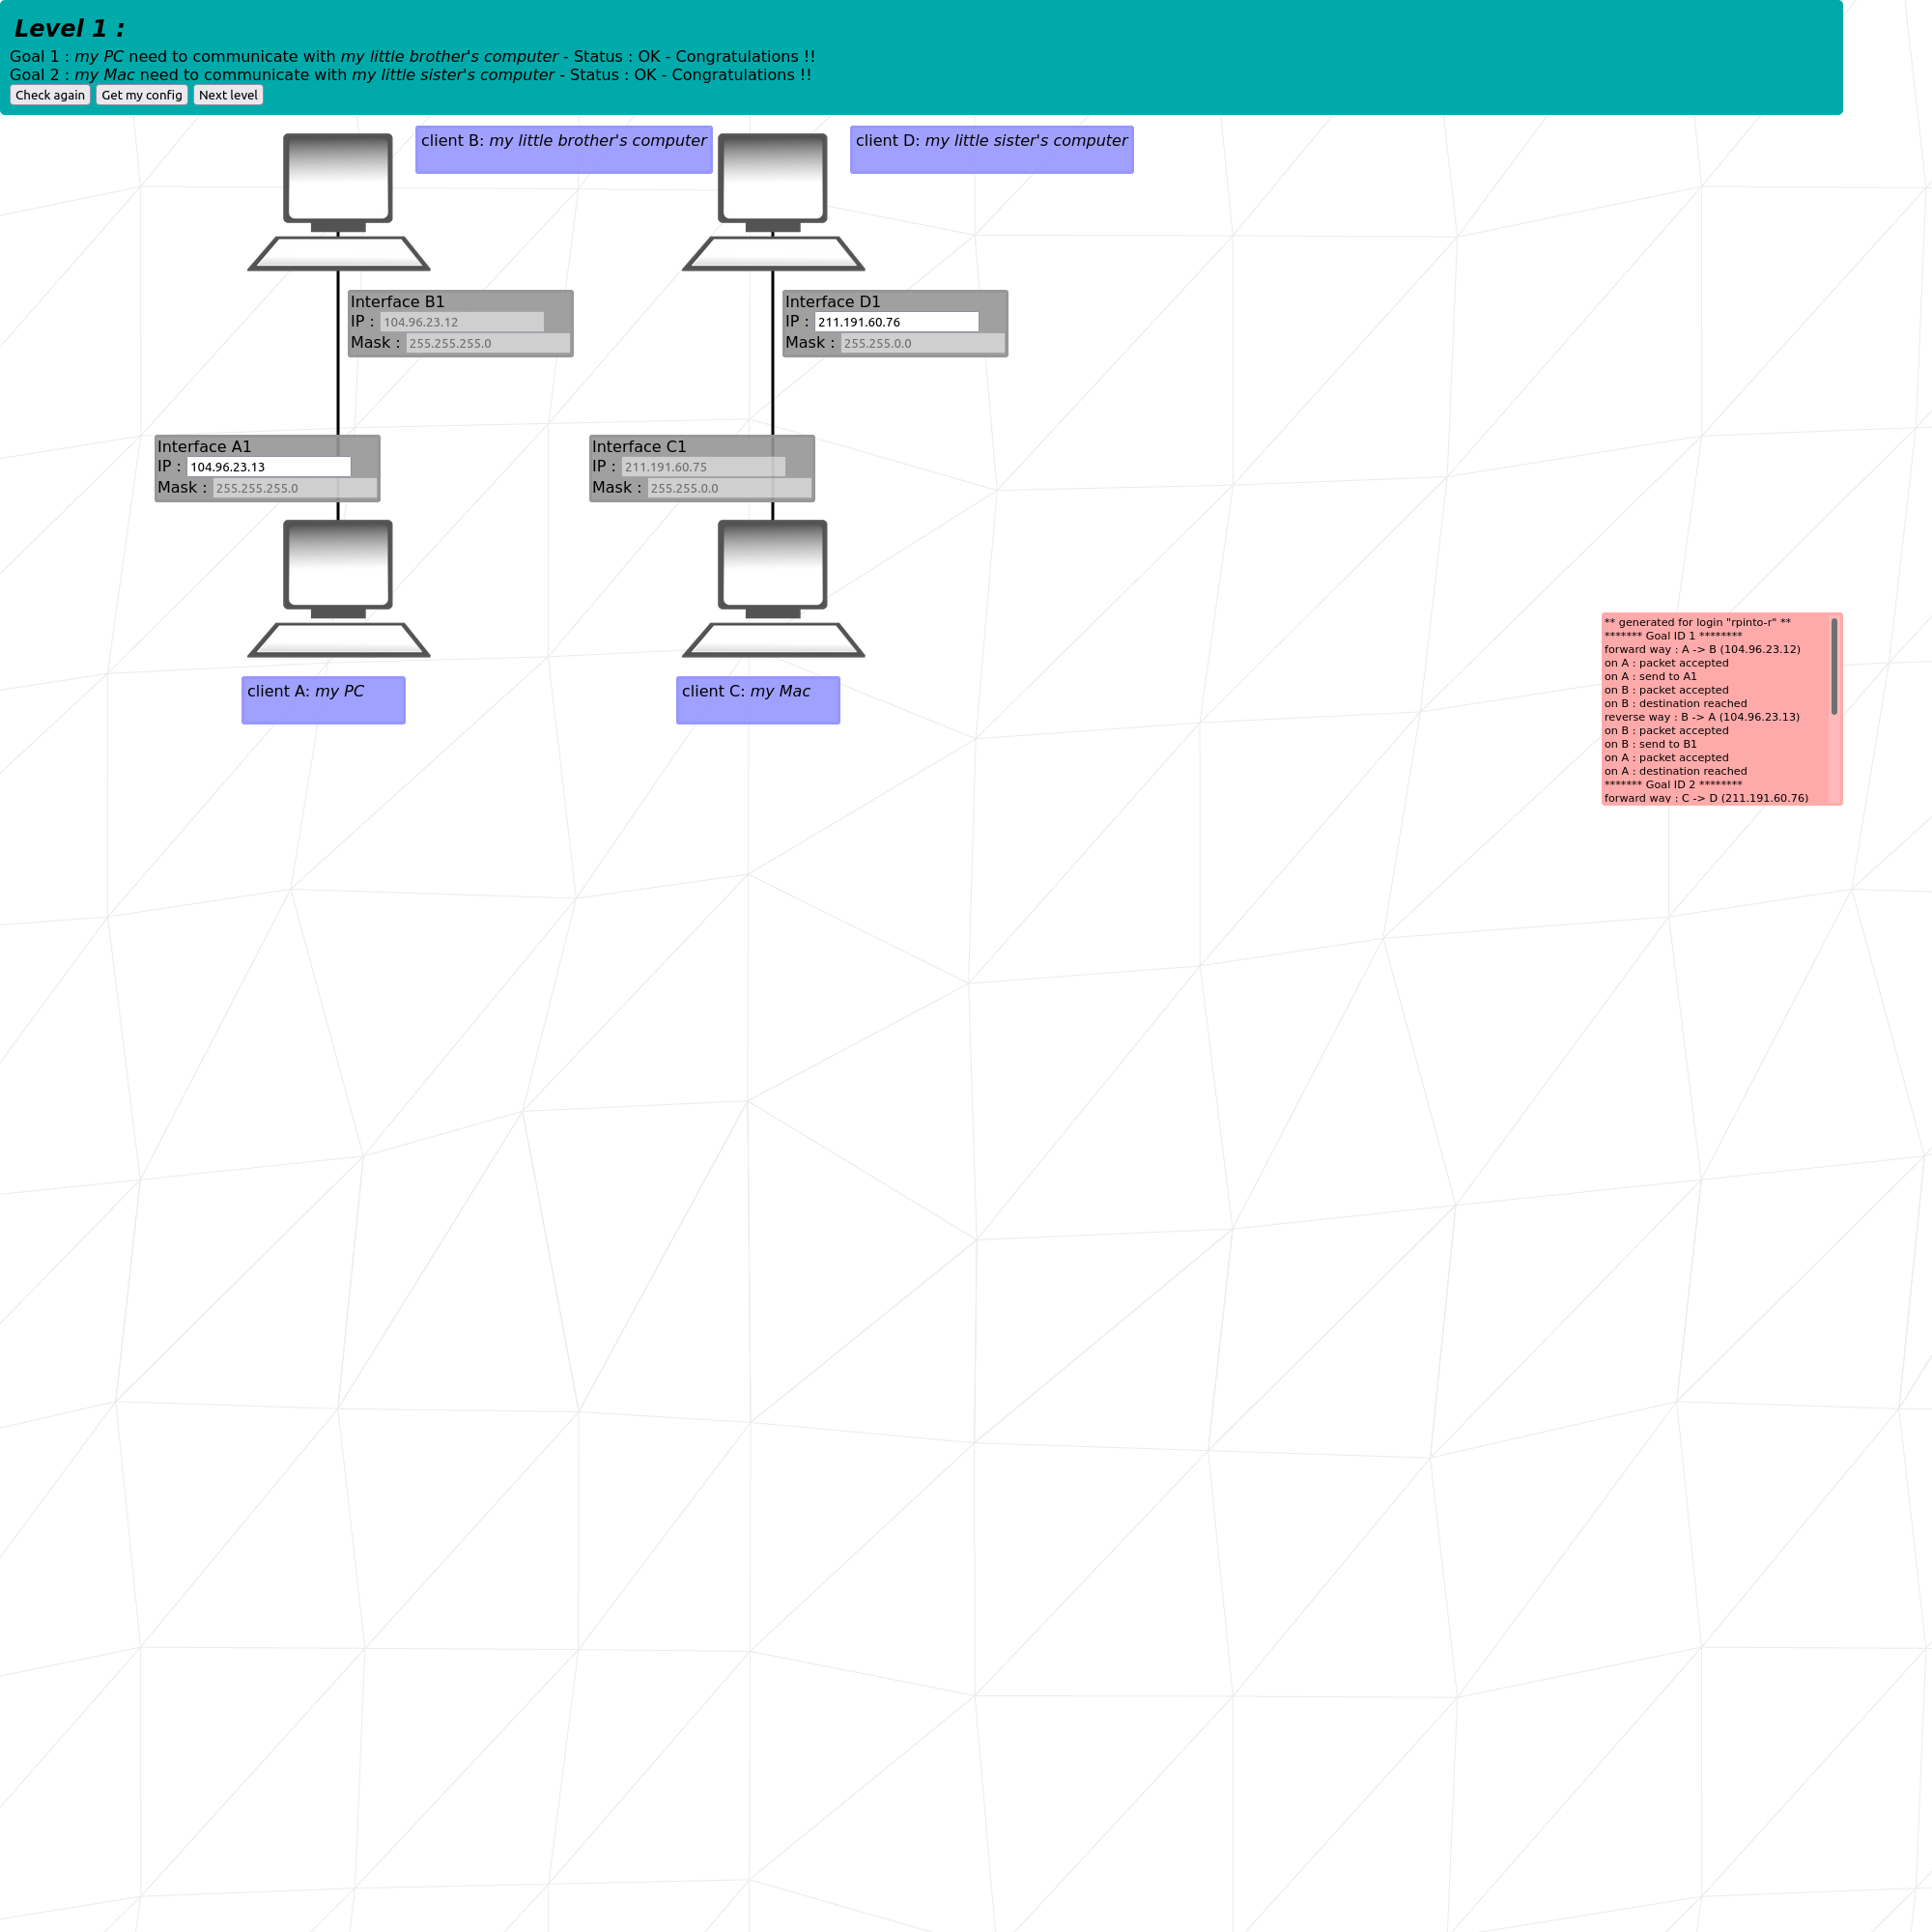 Level 1 :
Goal 1 : my PC need to communicate with my little brother's computer - Status : OK - Congratulations !!
Goal 2 : my Mac need to communicate with my little sister's computer - Status : OK - Congratulations !!
Check again Get my config Next level
client B: my little brother's computer
client D: my little sister's computer
Interface B1
IP : 104.96.23.12
Mask : 255.255.255.0
Interface D1
IP : 211.191.60.76
Mask : 255.255.0.0
Interface A1
IP : 104.96.23.13
Mask : 255.255.255.0
Interface C1
IP : 211.191.60.75
Mask : 255.255.0.0
client A: my PC
client C: my Mac
** generated for login "rpinto-r" **
******* Goal ID 1 ********
forward way : A -> B (104.96.23.12)
on A : packet accepted
on A : send to A1
on B : packet accepted
on B : destination reached
reverse way : B -> A (104.96.23.13)
on B : packet accepted
on B : send to B1
on A : packet accepted
on A : destination reached
******* Goal ID 2 ********
forward way : C -> D (211.191.60.76)